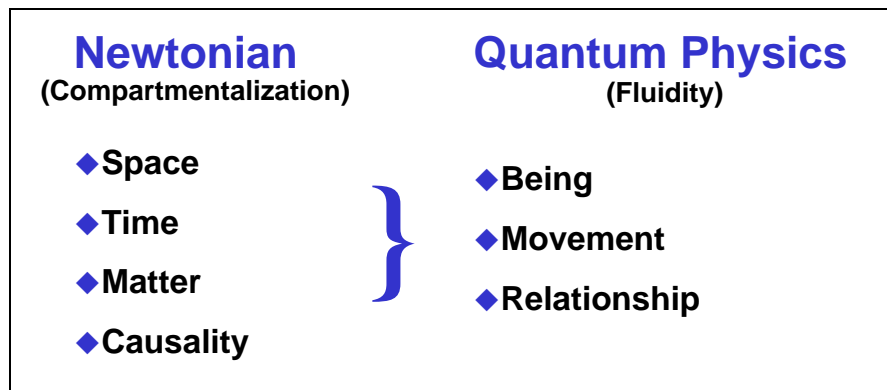 Newtonian
(Compartmentalization)
◆Space
◆Time
◆Matter
◆Causality
}
Quantum Physics
(Fluidity)
◆Being
◆Movement
◆Relationship